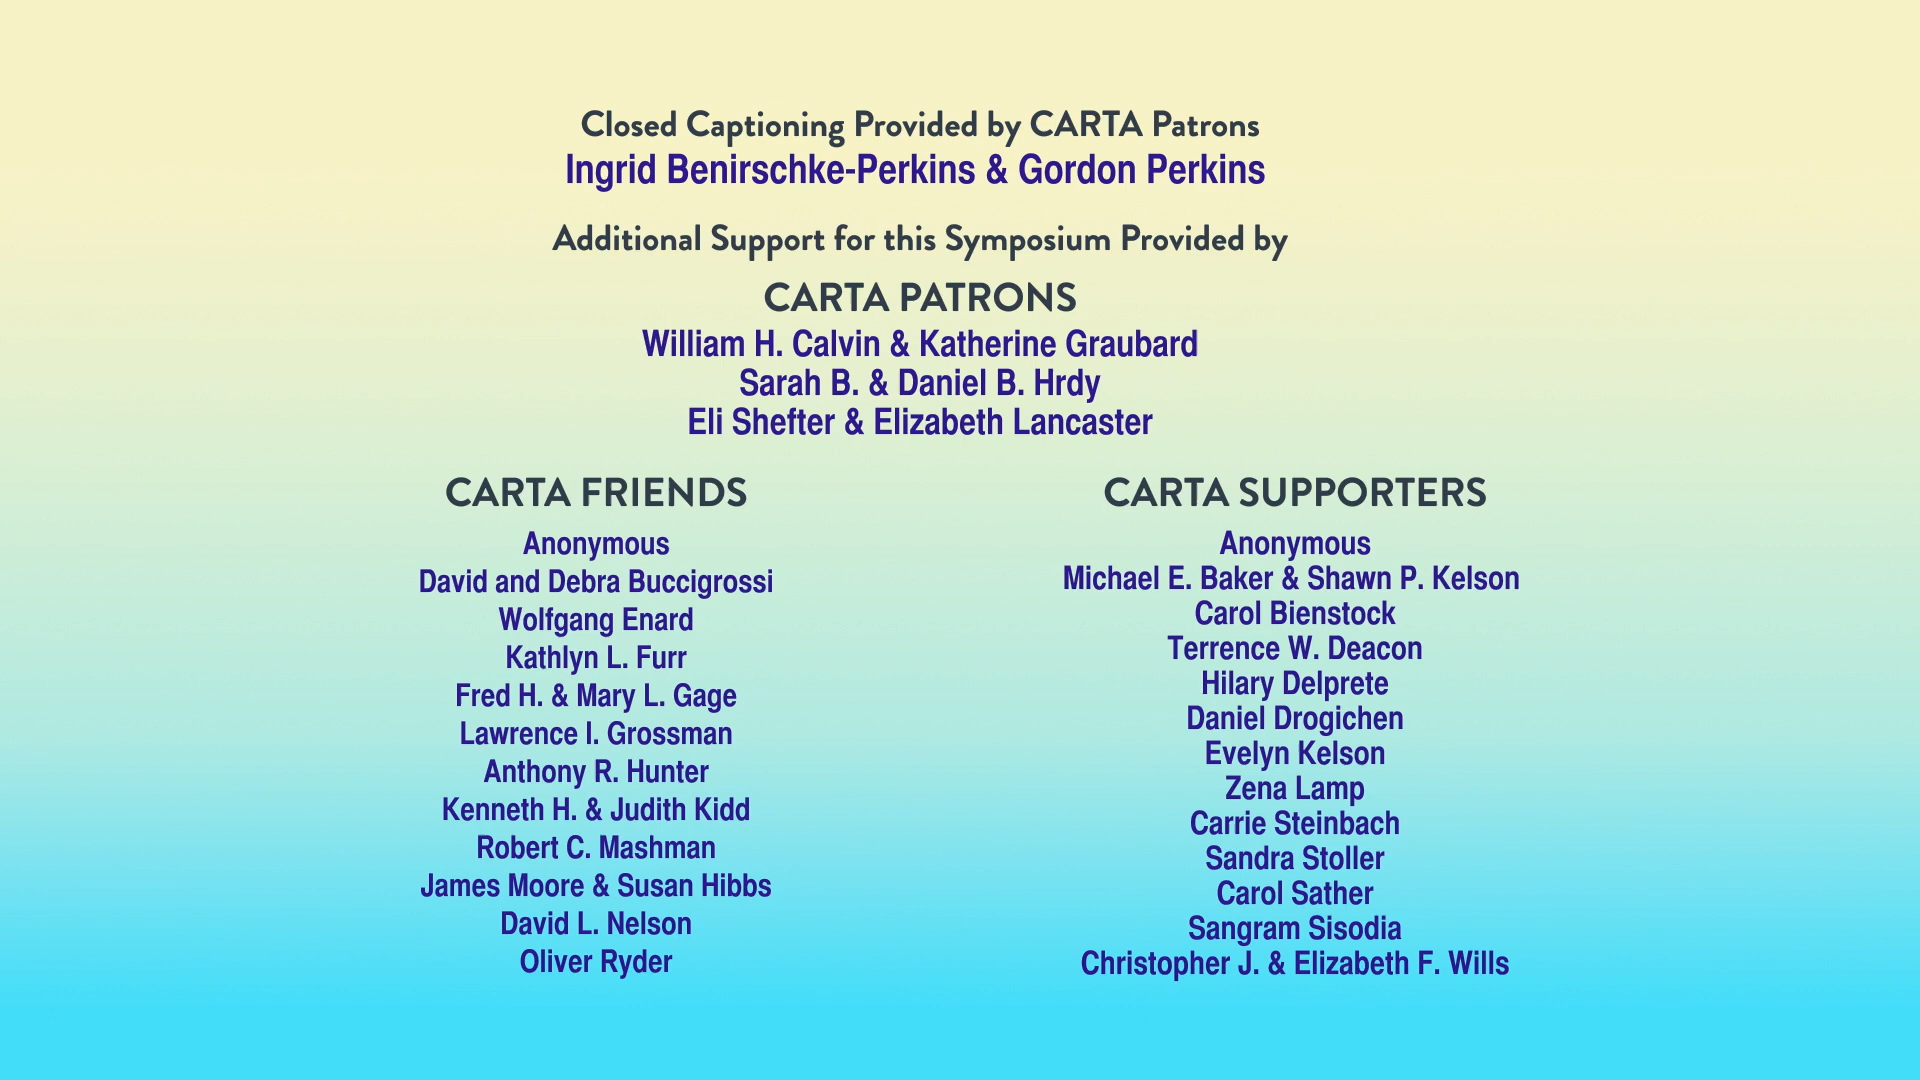 Closed Captioning Provided by CARTA Patrons
Ingrid Benirschke-Perkins & Gordon Perkins
Additional Support for this Symposium Provided by
CARTA PATRONS
William H. Calvin & Katherine Graubard
Sarah B. & Daniel B. Hrdy
Eli Shefter & Elizabeth Lancaster
CARTA FRIENDS
Anonymous
David and Debra Buccigrossi
Wolfgang Enard
Kathlyn L. Furr
Fred H. & Mary L. Gage
Lawrence I. Grossman
Anthony R. Hunter
Kenneth H. & Judith Kidd
Robert C. Mashman
James Moore & Susan Hibbs
David L. Nelson
Oliver Ryder
CARTA SUPPORTERS
Anonymous
Michael E. Baker & Shawn P. Kelson
Carol Bienstock
Terrence W. Deacon
Hilary Delprete
Daniel Drogichen
Evelyn Kelson
Zena Lamp
Carrie Steinbach
Sandra Stoller
Carol Sather
Sangram Sisodia
Christopher J. & Elizabeth F. Wills